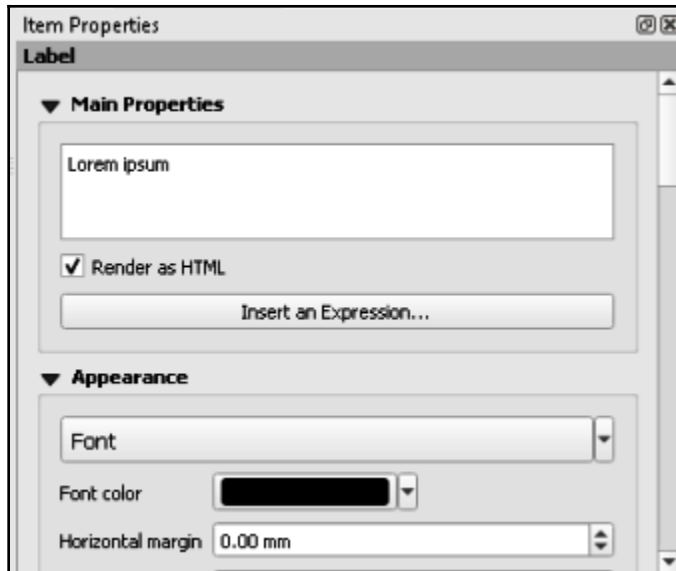 Item Properties
Label
Main Properties
Lorem ipsum
Render as HTML
Insert an Expression...
Appearance
Font
Font color
Horizontal margin 0.00 mm